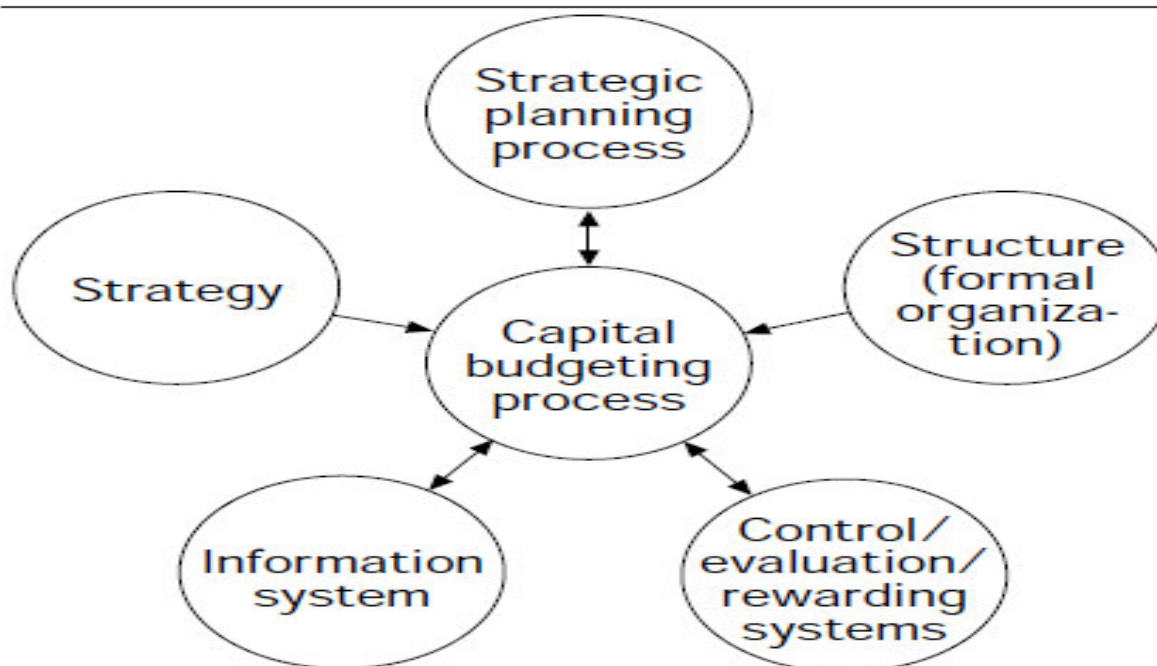 Strategic
planning
process
Strategy
Structure
(formal
organiza-
tion)
Capital
budgeting
process
Information
system
Control/
evaluation/
rewarding
systems